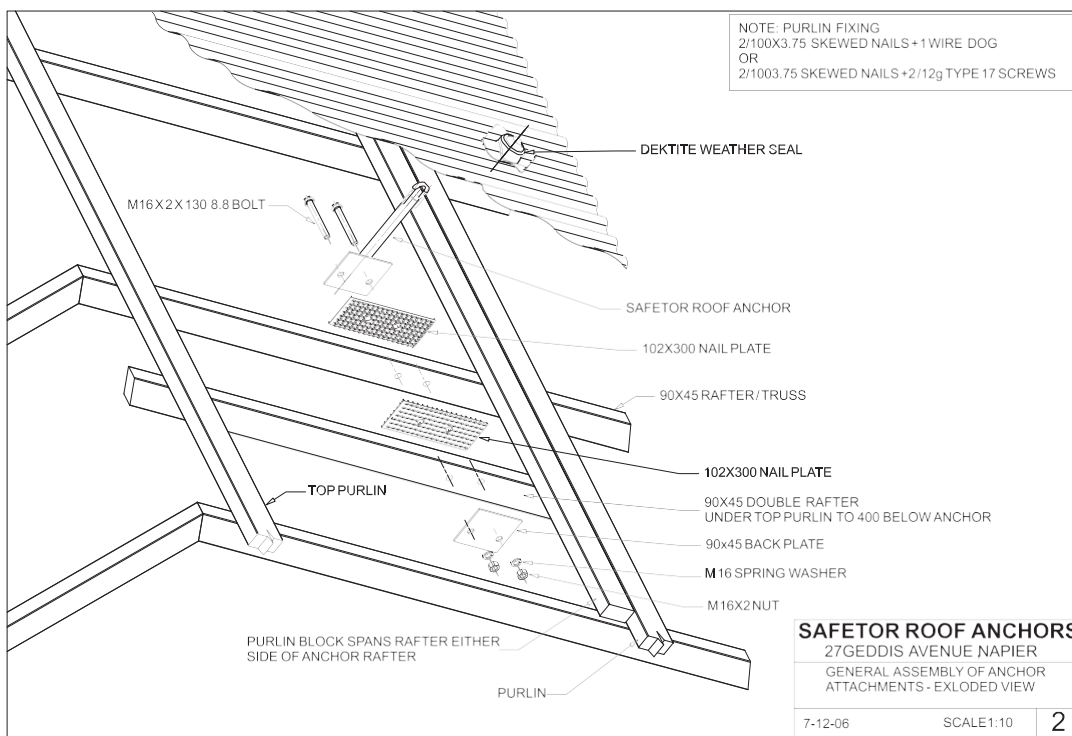 NOTE: PURLIN FIXING
2/100X3.75 SKEWED NAILS + 1 WIRE DOG
OR
2/1003.75 SKEWED NAILS + 2/12g TYPE 17 SCREWS
DEKTITE WEATHER SEAL
M16 X 2 X 130 8.8 BOLT
SAFETOR ROOF ANCHOR
102X300 NAIL PLATE
90X45 RAFTER / TRUSS
102X300 NAIL PLATE
TOP PURLIN
90X45 DOUBLE RAFTER
UNDER TOP PURLIN TO 400 BELOW ANCHOR
90x45 BACK PLATE
M 16 SPRING WASHER
M16X2 NUT
PURLIN BLOCK SPANS RAFTER EITHER
SIDE OF ANCHOR RAFTER
PURLIN
SAFETOR ROOF ANCHORS
27GEDDIS AVENUE NAPIER
GENERAL ASSEMBLY OF ANCHOR
ATTACHMENTS - EXLODED VIEW
7-12-06
SCALE1:10
2